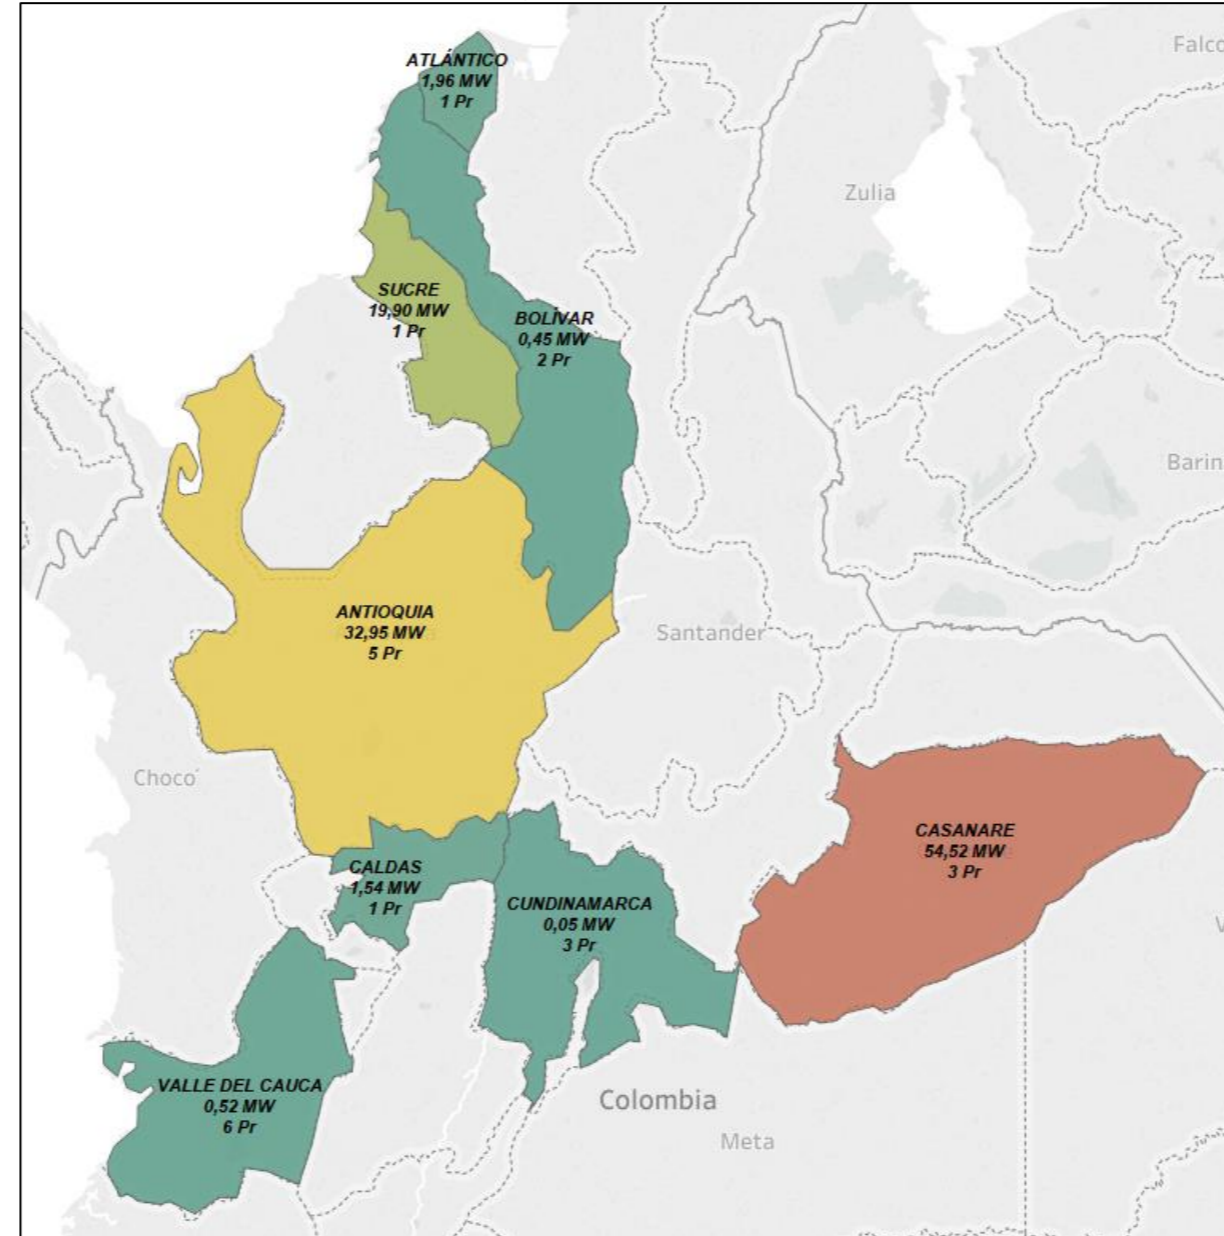 Falco
ATLÁNTICO
1,96 MW
1 Pr
Zulia
SUCRE
19,90 MW
1 Pr
BOLÍVAR
0,45 MW
2 Pr
Barin
ANTIOQUIA
32,95 MW
5 Pr
Santander
Choco
CASANARE
54,52 MW
3 Pr
CALDAS
1,54 MW
1 Pr
CUNDINAMARCA
0,05 MW
3 Pr
VALLE DEL CAUCA
0,52 MW
6 Pr
Colombia
Meta